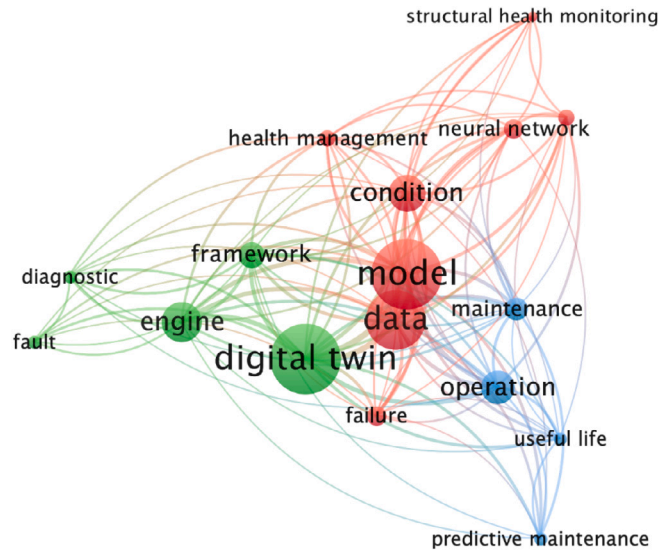 structural health monitoring
health management
neural network
condition
framework
model
diagnostic
engine
data
maintenance
fault
digital twin
operation
failure
useful life
predictive maintenance